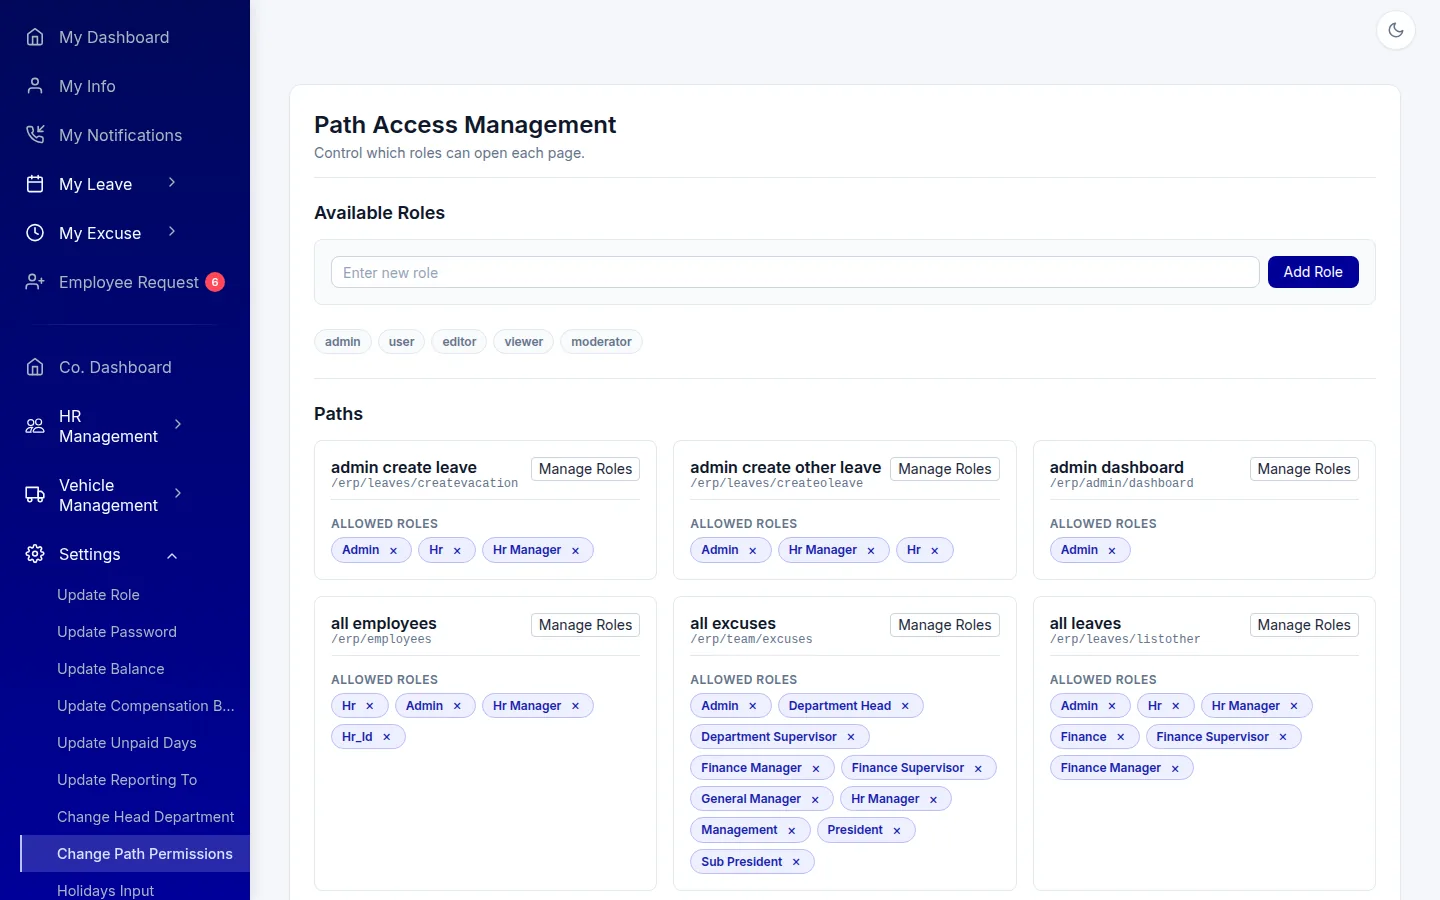 My Dashboard
My Info
My Notifications
My Leave
My Excuse
Employee Request 6
Co. Dashboard
HR
Management
Vehicle
Management
Settings
Update Role
Update Password
Update Balance
Update Compensation B...
Update Unpaid Days
Update Reporting To
Change Head Department
Change Path Permissions
Holidays Input
Path Access Management
Control which roles can open each page.
Available Roles
Enter new role
Add Role
admin user editor viewer moderator
Paths
admin create leave
Manage Roles
/erp/leaves/createvacation
ALLOWED ROLES
Admin × Hr × Hr Manager ×
admin create other leave
Manage Roles
/erp/leaves/createoleave
ALLOWED ROLES
Admin × Hr Manager × Hr ×
admin dashboard
Manage Roles
/erp/admin/dashboard
ALLOWED ROLES
Admin ×
all employees
Manage Roles
/erp/employees
ALLOWED ROLES
Hr × Admin × Hr Manager ×
Hr_Id ×
all excuses
Manage Roles
/erp/team/excuses
ALLOWED ROLES
Admin × Department Head ×
Department Supervisor ×
Finance Manager × Finance Supervisor ×
General Manager × Hr Manager ×
Management × President ×
Sub President ×
all leaves
Manage Roles
/erp/leaves/listother
ALLOWED ROLES
Admin × Hr × Hr Manager ×
Finance × Finance Supervisor ×
Finance Manager ×